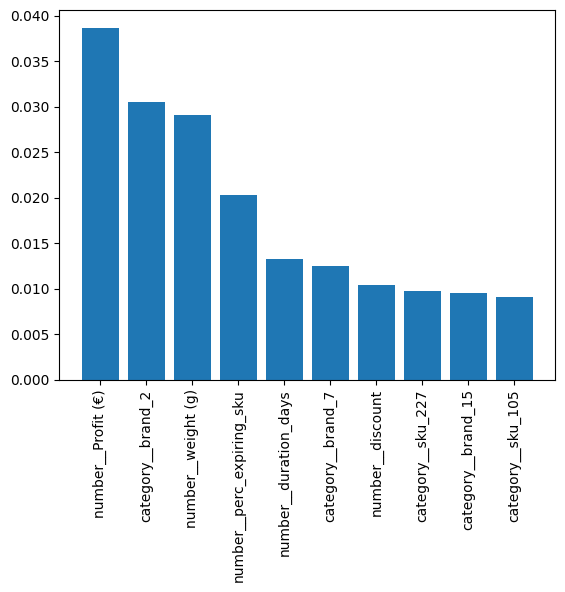 0.040
0.035
0.030
0.025
0.020
0.015
0.010
0.005
0.000
number__Profit (€)
category__brand_2
number__weight (g)
number__perc_expiring_sku
number__duration_days
category__brand_7
number__discount
category__sku_227
category__brand_15
category__sku_105